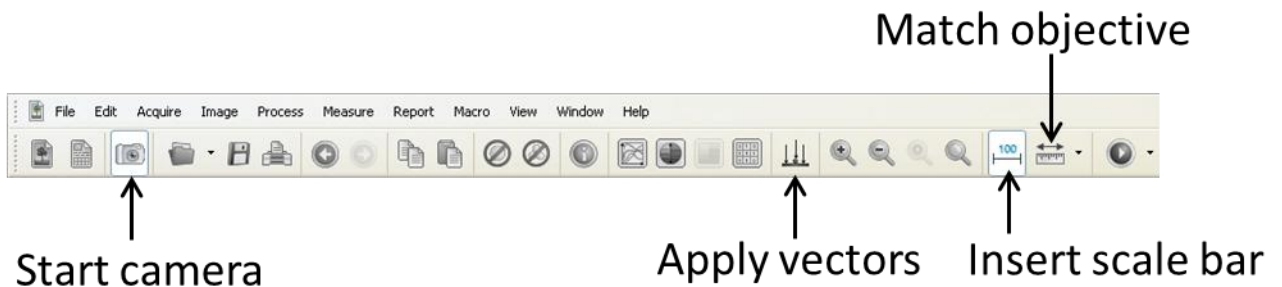 Match objective
File Edit Acquire Image Process Measure Report Macro View Window Help
100
Start camera
Apply vectors
Insert scale bar